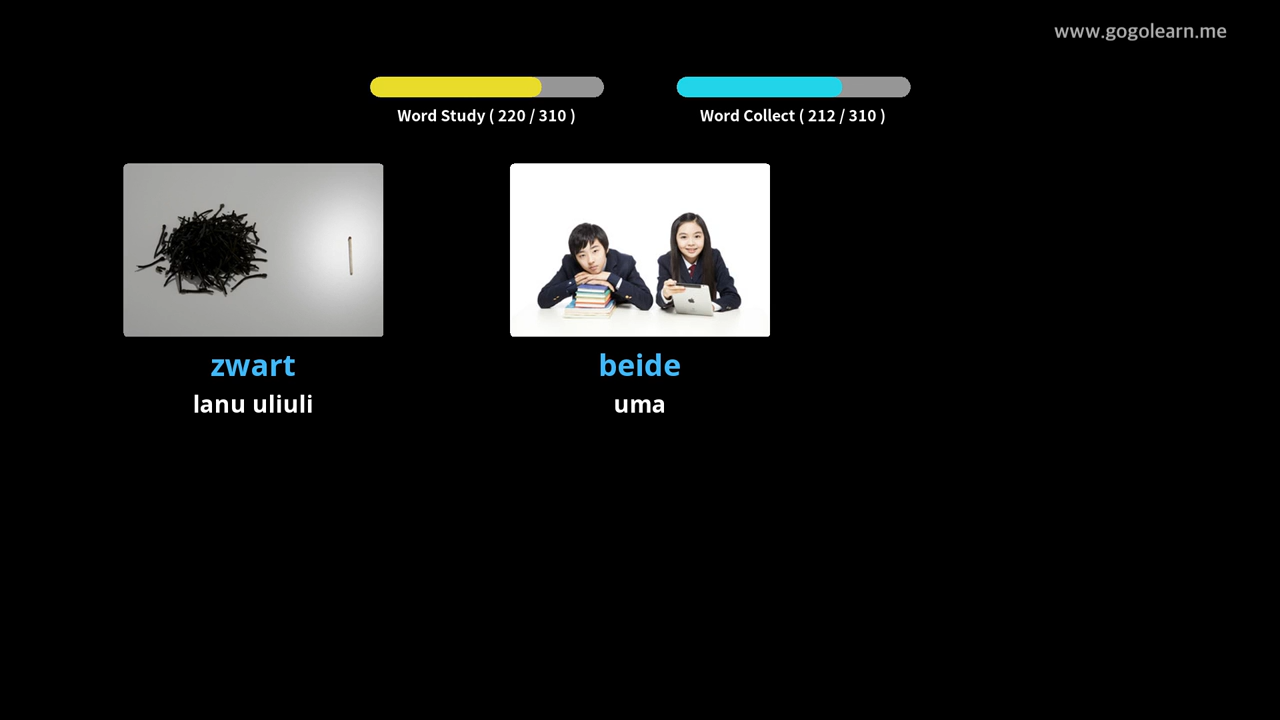 www.gogolearn.me
Word Study ( 220 / 310 )
Word Collect ( 212 / 310 )
zwart
lanu uliuli
beide
uma